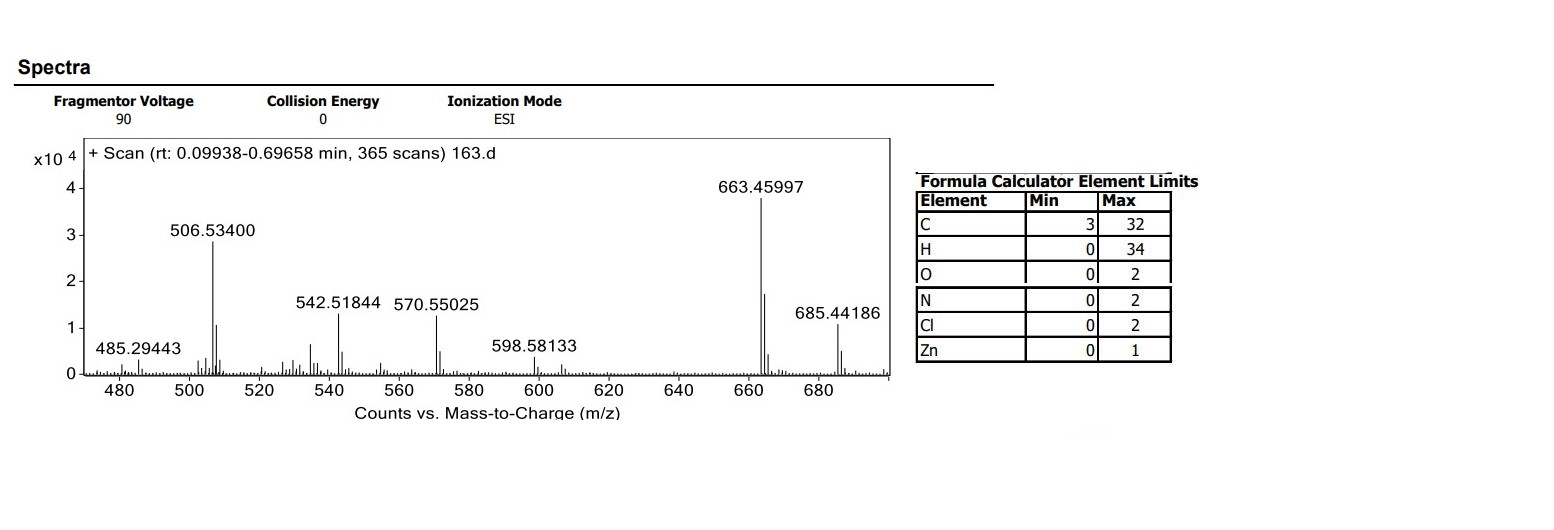 Spectra
Fragmentor Voltage Collision Energy Ionization Mode
90 0 ESI
x10 4
+ Scan (rt: 0.09938-0.69658 min, 365 scans) 163.d
4
3
2
1
0
663.45997
506.53400
542.51844
570.55025
685.44186
485.29443
598.58133
480 500 520 540 560 580 600 620 640 660 680
Counts vs. Mass-to-Charge (m/z)
Formula Calculator Element Limits
Element Min Max
C 3 32
H 0 34
O 0 2
N 0 2
Cl 0 2
Zn 0 1